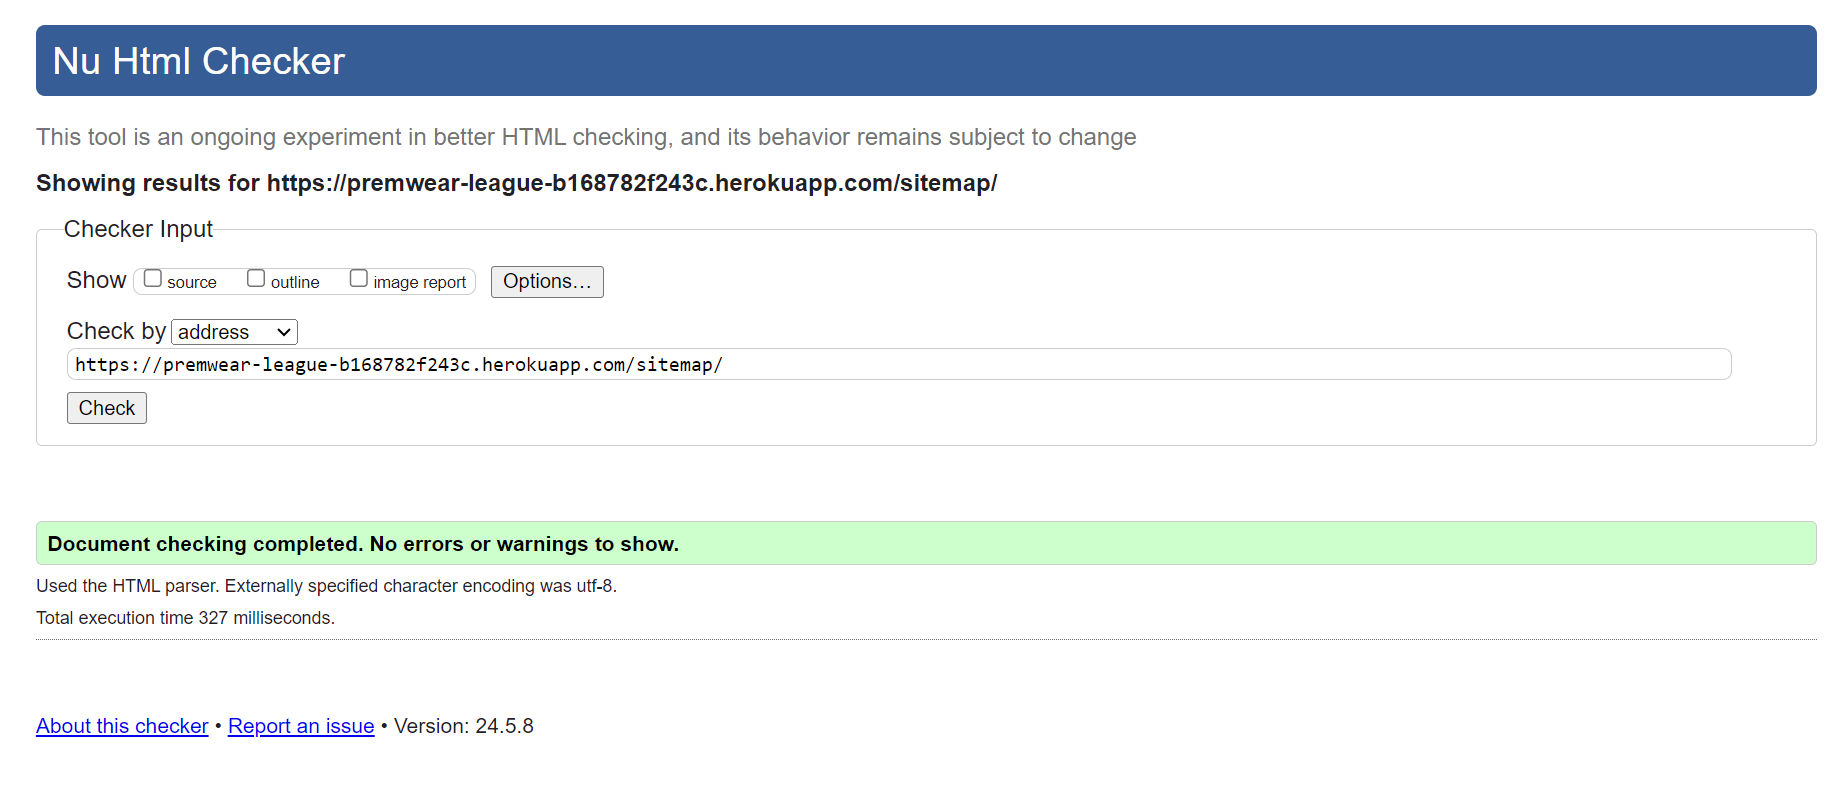 Nu Html Checker
This tool is an ongoing experiment in better HTML checking, and its behavior remains subject to change
Showing results for https://premwear-league-b168782f243c.herokuapp.com/sitemap/
Checker Input
Show source outline image report Options...
Check by address
https://premwear-league-b168782f243c.herokuapp.com/sitemap/
Check
Document checking completed. No errors or warnings to show.
Used the HTML parser. Externally specified character encoding was utf-8.
Total execution time 327 milliseconds.
About this checker • Report an issue • Version: 24.5.8